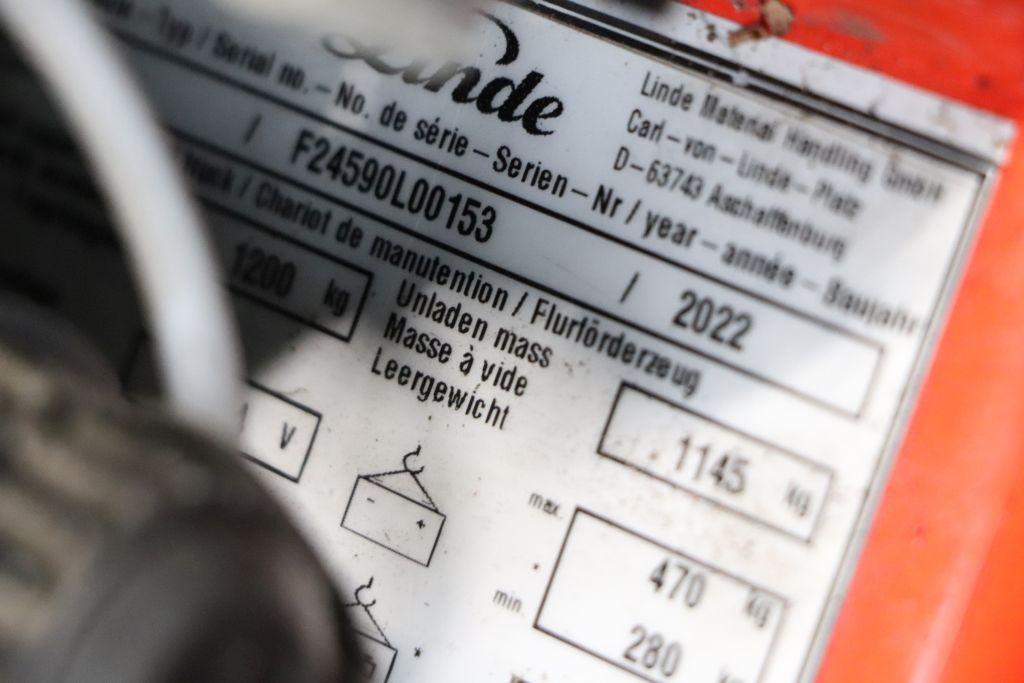 Linde
Linde Material Handling GmbH
Carl-von-Linde-Platz
D-63743 Aschaffenburg
Typ / Serial no. - No. de série - Serien - Nr / year - année - Baujahr
/ F24590L00153 / 2022
truck / Chariot de manutention / Flurförderzeug
1200 kg
Unladen mass
Masse à vide
Leergewicht
1145 kg
V
- +
max. 470 kg
min. 280